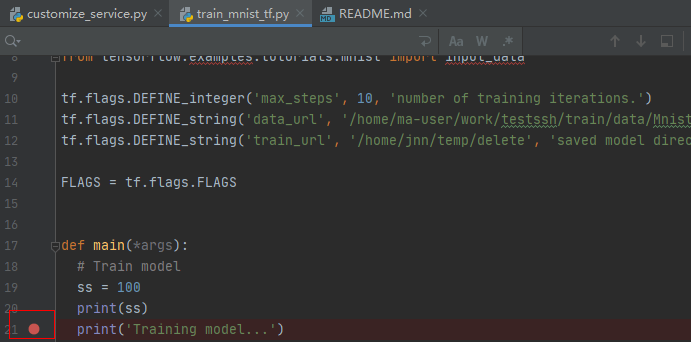 customize_service.py
train_mnist_tf.py
README.md
Aa W .*
8 from tensorflow.examples.tutorials.mnist import input_data
9
10 tf.flags.DEFINE_integer('max_steps', 10, 'number of training iterations.')
11 tf.flags.DEFINE_string('data_url', '/home/ma-user/work/testssh/train/data/Mnist
12 tf.flags.DEFINE_string('train_url', '/home/jnn/temp/delete', 'saved model direc
13
14 FLAGS = tf.flags.FLAGS
15
16
17 def main(*args):
18 # Train model
19 ss = 100
20 print(ss)
21 print('Training model...')